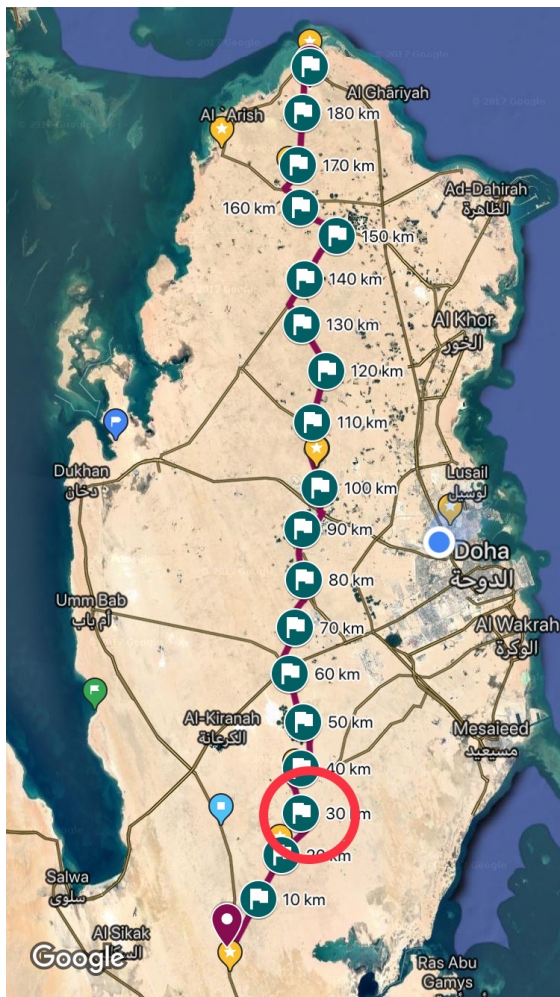 © 2017 Google
Al Ghārīyah
© 2017 Google
Al `Arish
180 km
170 km
Ad-Dahirah
الظاهرة
160 km
150 km
140 km
130 km
Al Khor
الخور
120 km
110 km
Dukhan
دخان
Lusail
لوسيل
100 km
90 km
Doha
الدوحة
80 km
Umm Bab
أم باب
70 km
Al Wakrah
الوكرة
60 km
Al-Kiranah
الكرعانة
50 km
Mesaieed
مسيعيد
40 km
30 km
20 km
Salwa
سلوى
10 km
Al Sikak
Google
Ras Abu
Gamys